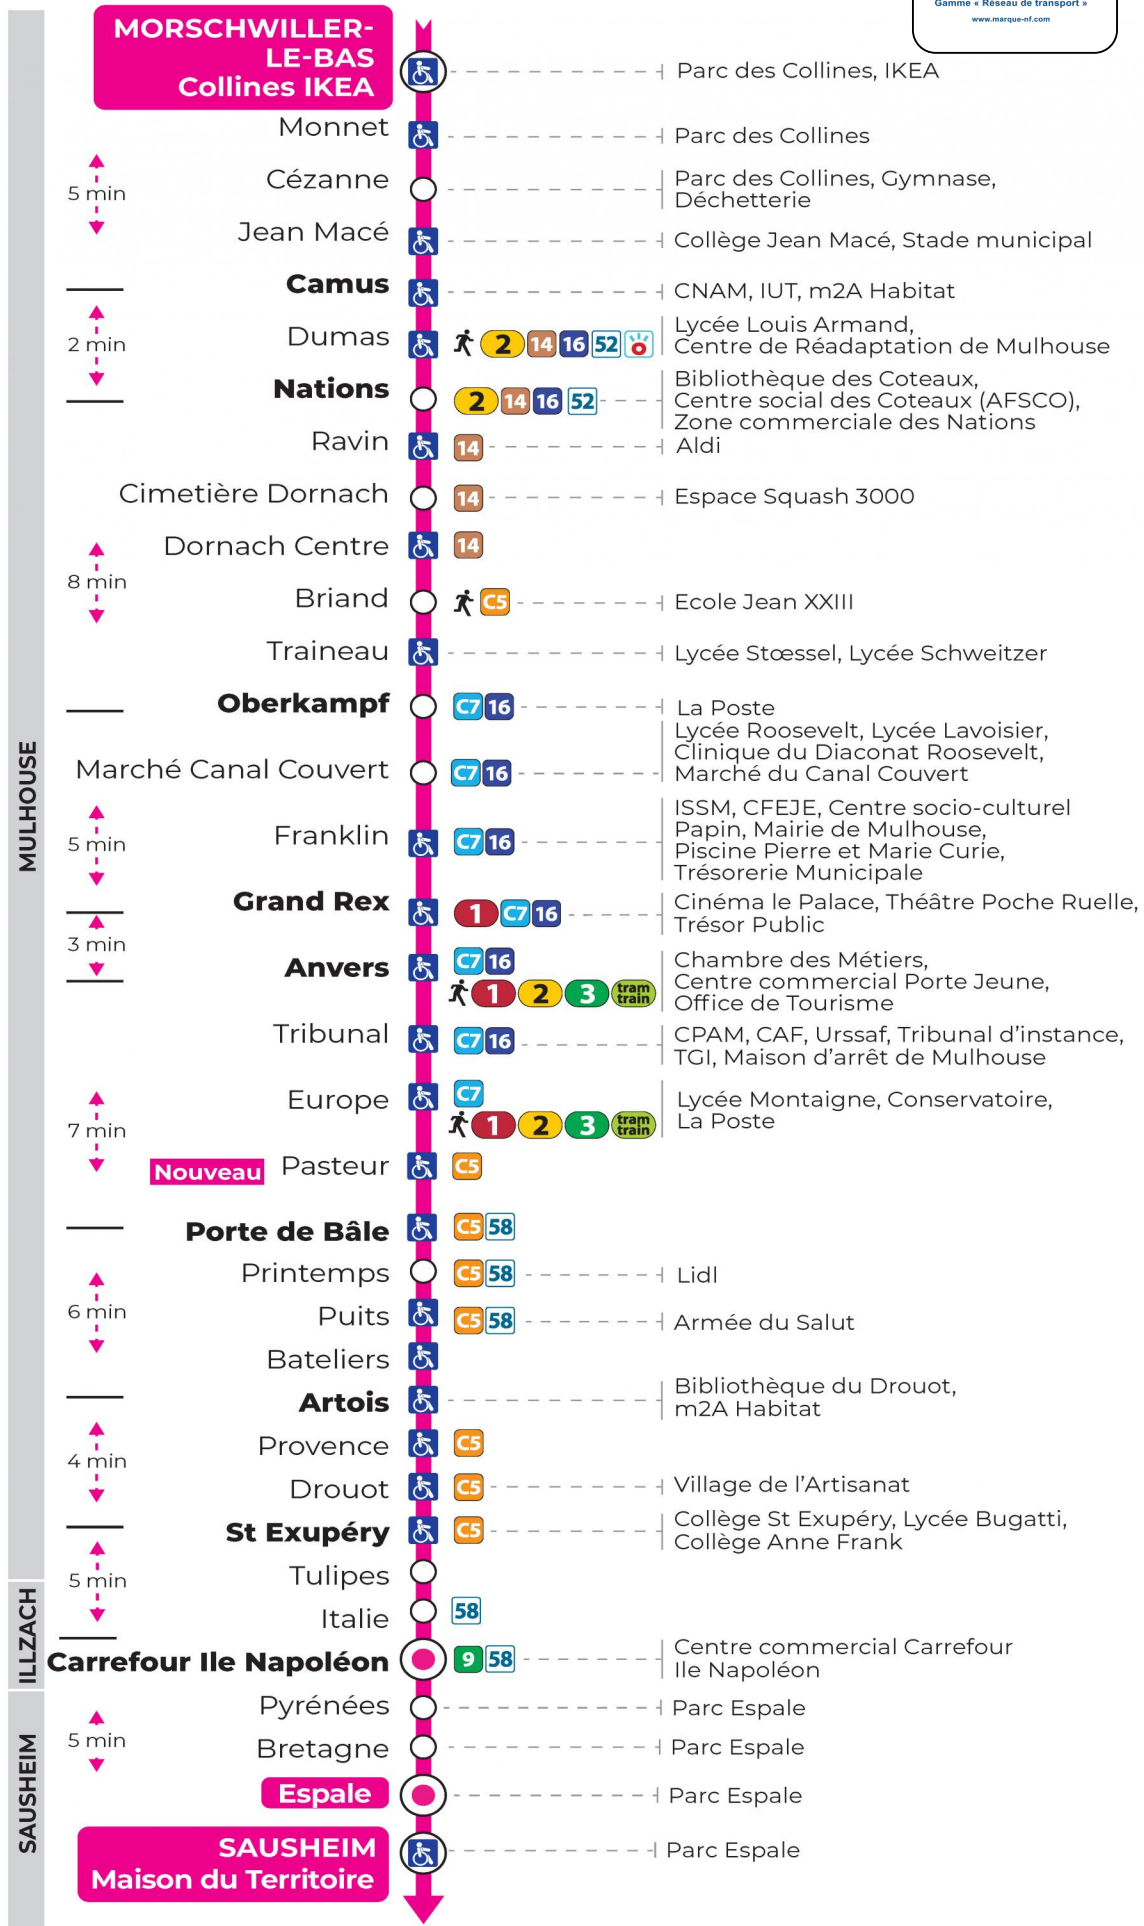 Gamme « Réseau de transport »
www.marque-nf.com
MORSCHWILLER-
LE-BAS
Collines IKEA
Parc des Collines, IKEA
Monnet
Parc des Collines
5 min
Cézanne
Parc des Collines, Gymnase,
Déchetterie
Jean Macé
Collège Jean Macé, Stade municipal
Camus
CNAM, IUT, m2A Habitat
2 min
Dumas
2 14 16 52
Lycée Louis Armand,
Centre de Réadaptation de Mulhouse
Nations
2 14 16 52
Bibliothèque des Coteaux,
Centre social des Coteaux (AFSCO),
Zone commerciale des Nations
Ravin
14
Aldi
Cimetière Dornach
14
Espace Squash 3000
Dornach Centre
14
8 min
Briand
C5
Ecole Jean XXIII
Traineau
Lycée Stœssel, Lycée Schweitzer
Oberkampf
C7 16
La Poste
Marché Canal Couvert
C7 16
Lycée Roosevelt, Lycée Lavoisier,
Clinique du Diaconat Roosevelt,
Marché du Canal Couvert
5 min
Franklin
C7 16
ISSM, CFEJE, Centre socio-culturel
Papin, Mairie de Mulhouse,
Piscine Pierre et Marie Curie,
Trésorerie Municipale
Grand Rex
1 C7 16
Cinéma le Palace, Théâtre Poche Ruelle,
Trésor Public
3 min
Anvers
C7 16
1 2 3 tram train
Chambre des Métiers,
Centre commercial Porte Jeune,
Office de Tourisme
Tribunal
C7 16
CPAM, CAF, Urssaf, Tribunal d’instance,
TGI, Maison d’arrêt de Mulhouse
7 min
Europe
C7
1 2 3 tram train
Lycée Montaigne, Conservatoire,
La Poste
Nouveau
Pasteur
C5
Porte de Bâle
C5 58
Printemps
C5 58
Lidl
6 min
Puits
C5 58
Armée du Salut
Bateliers
Artois
Bibliothèque du Drouot,
m2A Habitat
4 min
Provence
C5
Drouot
C5
Village de l’Artisanat
St Exupéry
C5
Collège St Exupéry, Lycée Bugatti,
Collège Anne Frank
5 min
Tulipes
Italie
58
Carrefour Ile Napoléon
9 58
Centre commercial Carrefour
Ile Napoléon
Pyrénées
Parc Espale
5 min
Bretagne
Parc Espale
Espale
Parc Espale
SAUSHEIM
Maison du Territoire
Parc Espale
MULHOUSE
ILLZACH
SAUSHEIM